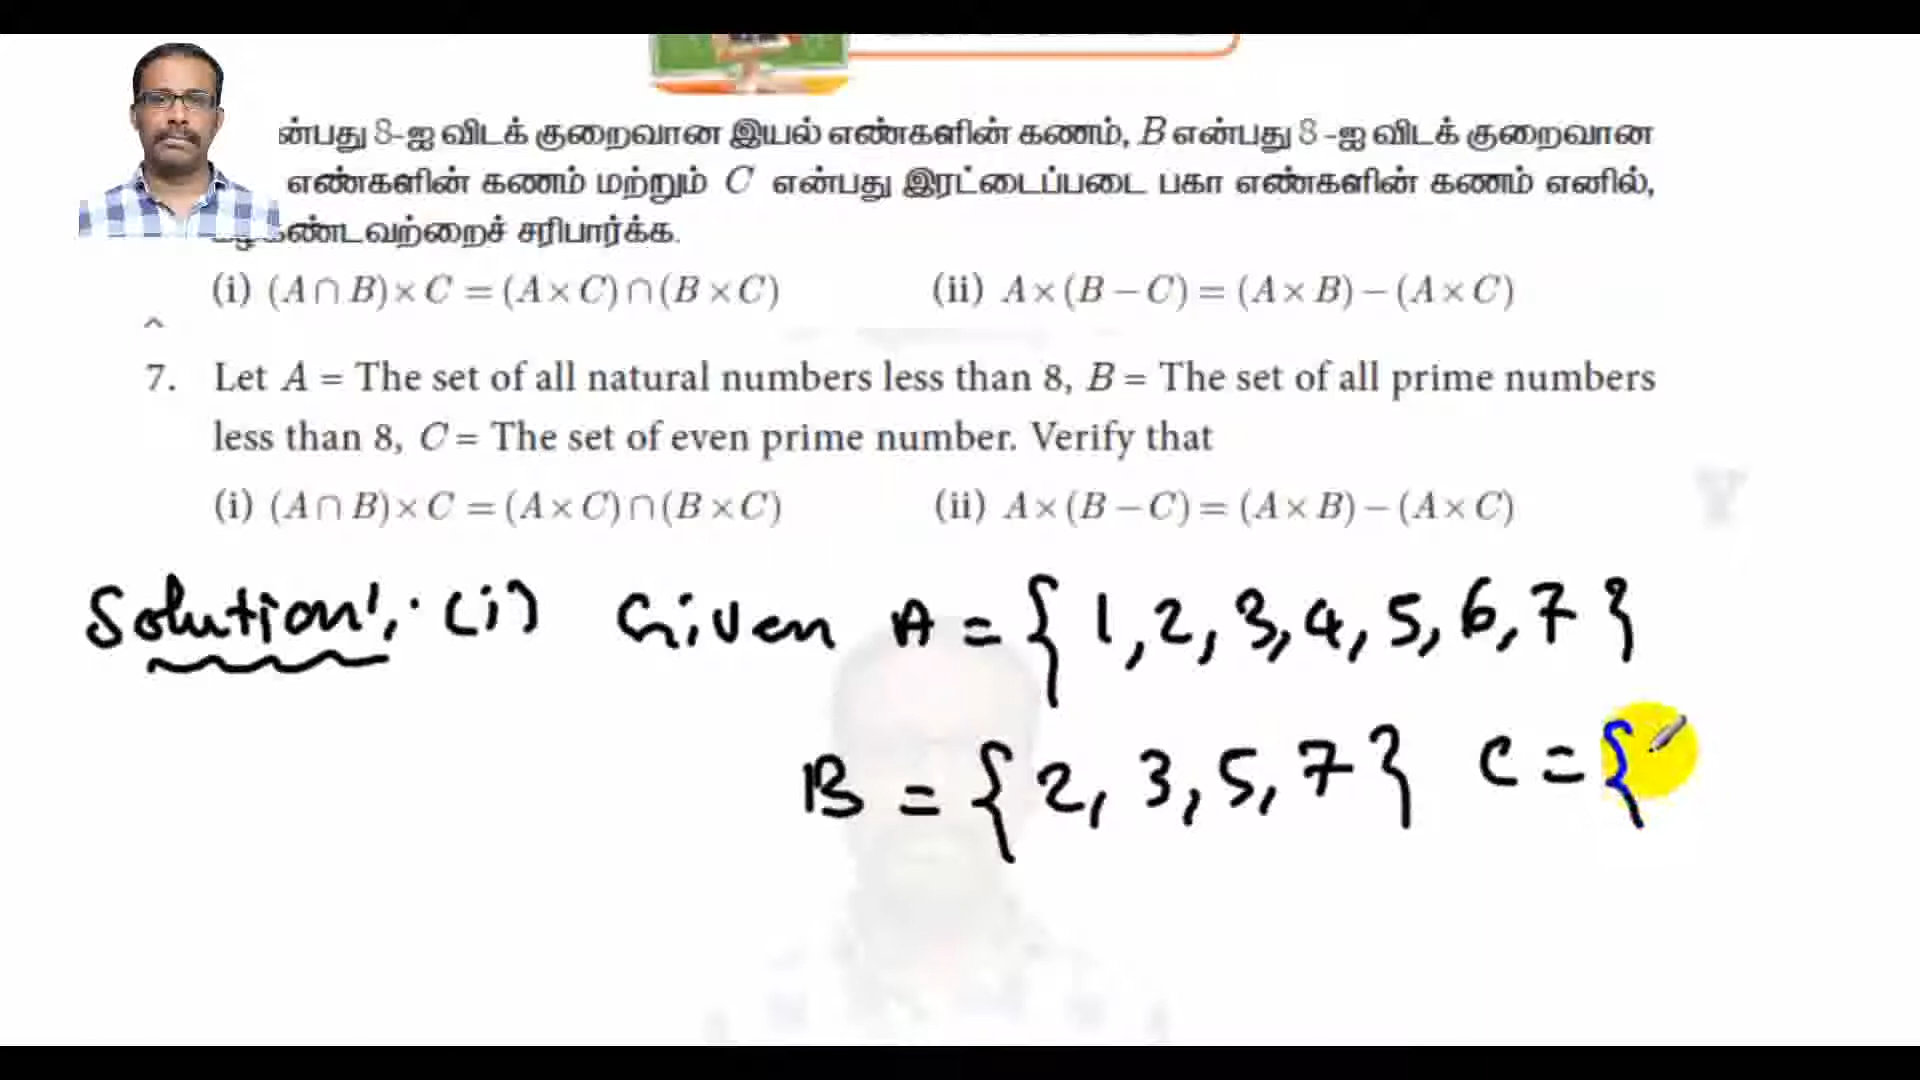 ன்பது 8-ஐ விடக் குறைவான இயல் எண்களின் கணம், B என்பது 8 -ஐ விடக் குறைவான
எண்களின் கணம் மற்றும் C என்பது இரட்டைப்படை பகா எண்களின் கணம் எனில்,
கண்டவற்றைச் சரிபார்க்க.
(i) (A∩B)×C = (A×C)∩(B×C) (ii) A×(B−C) = (A×B)−(A×C)
7. Let A = The set of all natural numbers less than 8, B = The set of all prime numbers
less than 8, C = The set of even prime number. Verify that
(i) (A∩B)×C = (A×C)∩(B×C) (ii) A×(B−C) = (A×B)−(A×C)
Solution: (i) Given A = { 1, 2, 3, 4, 5, 6, 7 }
B = { 2, 3, 5, 7 } C = {